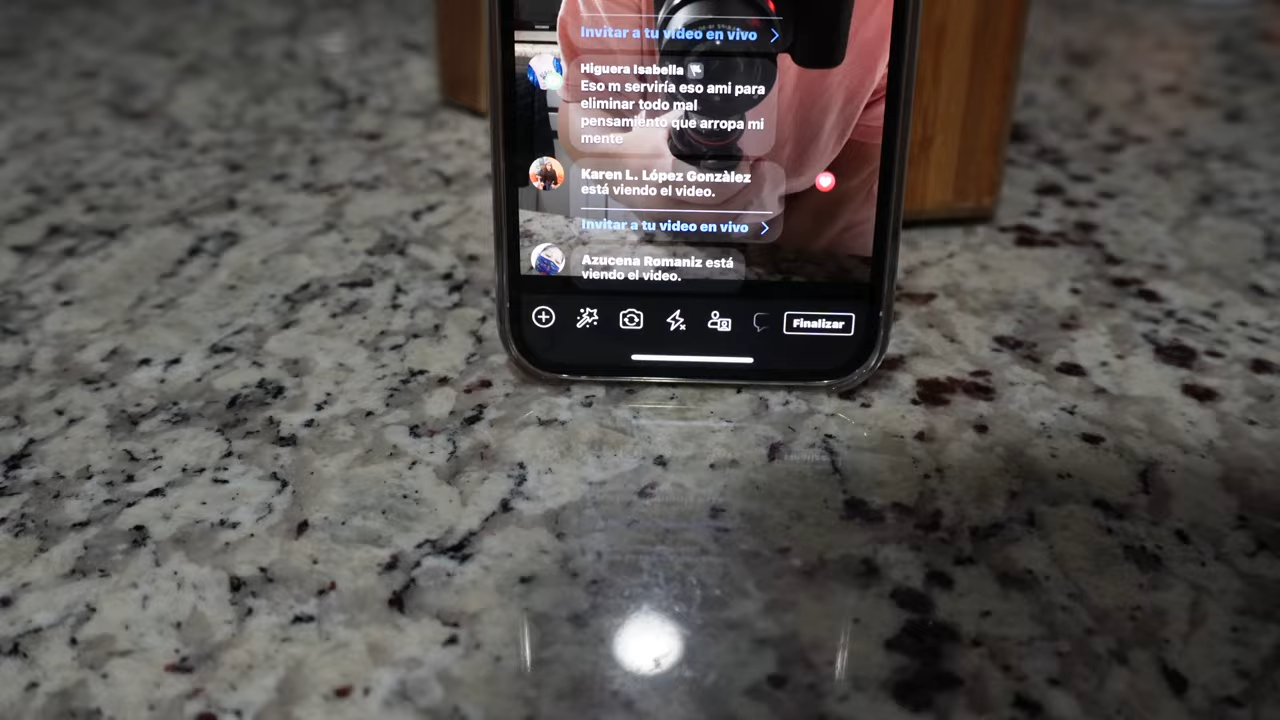 Invitar a tu video en vivo
Higuera Isabella
Eso m serviría eso ami para
eliminar todo mal
pensamiento que arropa mi
mente
Karen L. López Gonzàlez
está viendo el video.
Invitar a tu video en vivo
Azucena Romaniz está
viendo el video.
Finalizar